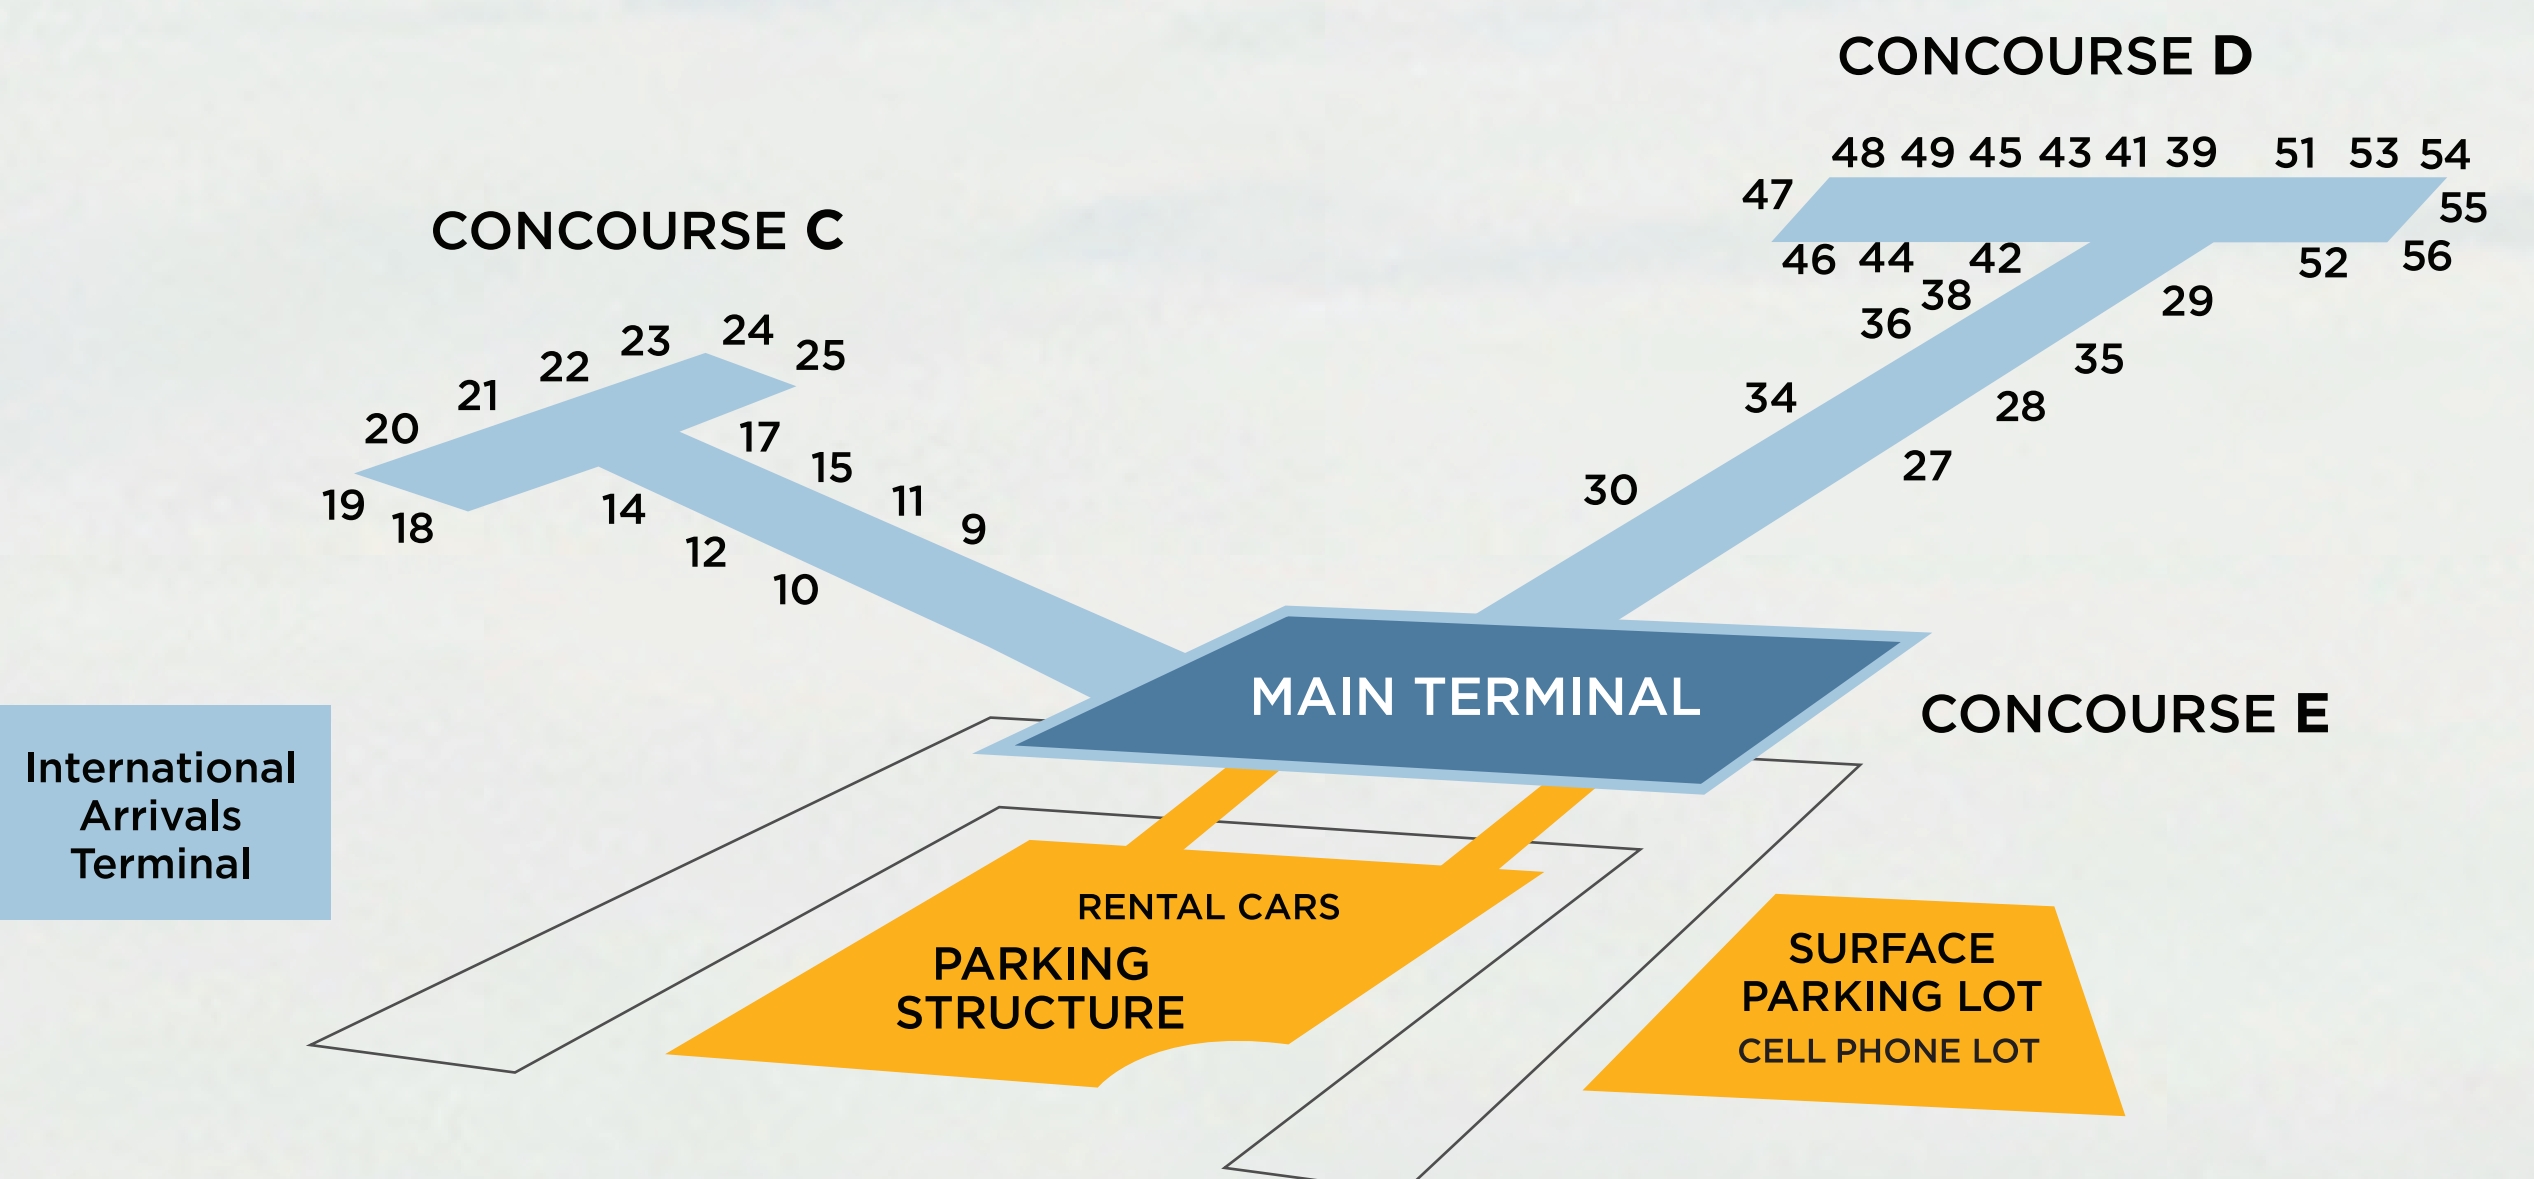 CONCOURSE D
48 49 45 43 41 39 51 53 54
47
55
46 44 42
52 56
38
36
29
35
34
28
27
30
CONCOURSE C
24
23
25
22
21
20
17
15
19
18
14
11
9
12
10
MAIN TERMINAL
CONCOURSE E
International
Arrivals
Terminal
RENTAL CARS
PARKING
STRUCTURE
SURFACE
PARKING LOT
CELL PHONE LOT